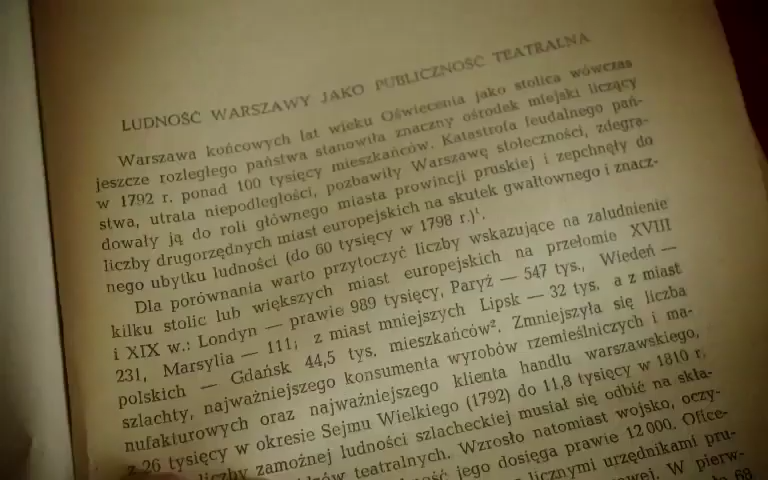 LUDNOŚĆ WARSZAWY JAKO PUBLICZNOŚĆ TEATRALNA
Warszawa końcowych lat wieku Oświecenia jako stolica wówczas
jeszcze rozległego państwa stanowiła znaczny ośrodek miejski liczący
w 1792 r. ponad 100 tysięcy mieszkańców. Katastrofa feudalnego pań-
stwa, utrata niepodległości, pozbawiły Warszawę stołeczności, zdegra-
dowały ją do roli głównego miasta prowincji pruskiej i zepchnęły do
liczby drugorzędnych miast europejskich na skutek gwałtownego i znacz-
nego ubytku ludności (do 60 tysięcy w 1798 r.)¹.
Dla porównania warto przytoczyć liczby wskazujące na zaludnienie
kilku stolic lub większych miast europejskich na przełomie XVIII
i XIX w.: Londyn — prawie 989 tysięcy, Paryż — 547 tys., Wiedeń —
231, Marsylia — 111; z miast mniejszych Lipsk — 32 tys. a z miast
polskich — Gdańsk 44,5 tys. mieszkańców². Zmniejszyła się liczba
szlachty, najważniejszego konsumenta wyrobów rzemieślniczych i ma-
nufakturowych oraz najważniejszego klienta handlu warszawskiego,
z 26 tysięcy w okresie Sejmu Wielkiego (1792) do 11,8 tysięcy w 1810 r.
liczby zamożnej ludności szlacheckiej musiał się odbić na skła-
teatralnych. Wzrosło natomiast wojsko, oczy-
jego dosięga prawie 12 000. Ofice-
licznymi urzędnikami pru-
W pierw-
68